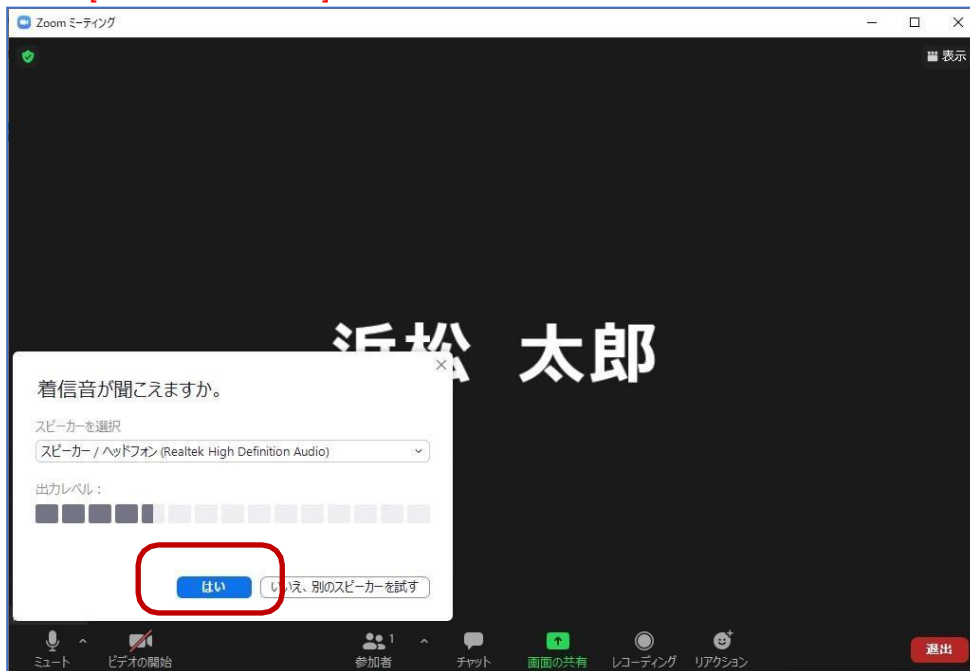 Zoom ミーティング
表示
浜松 太郎
着信音が聞こえますか。
スピーカーを選択
スピーカー / ヘッドフォン (Realtek High Definition Audio)
出力レベル :
はい
いいえ、別のスピーカーを試す
ミュート
ビデオの開始
参加者
1
チャット
画面の共有
レコーディング
リアクション
退出